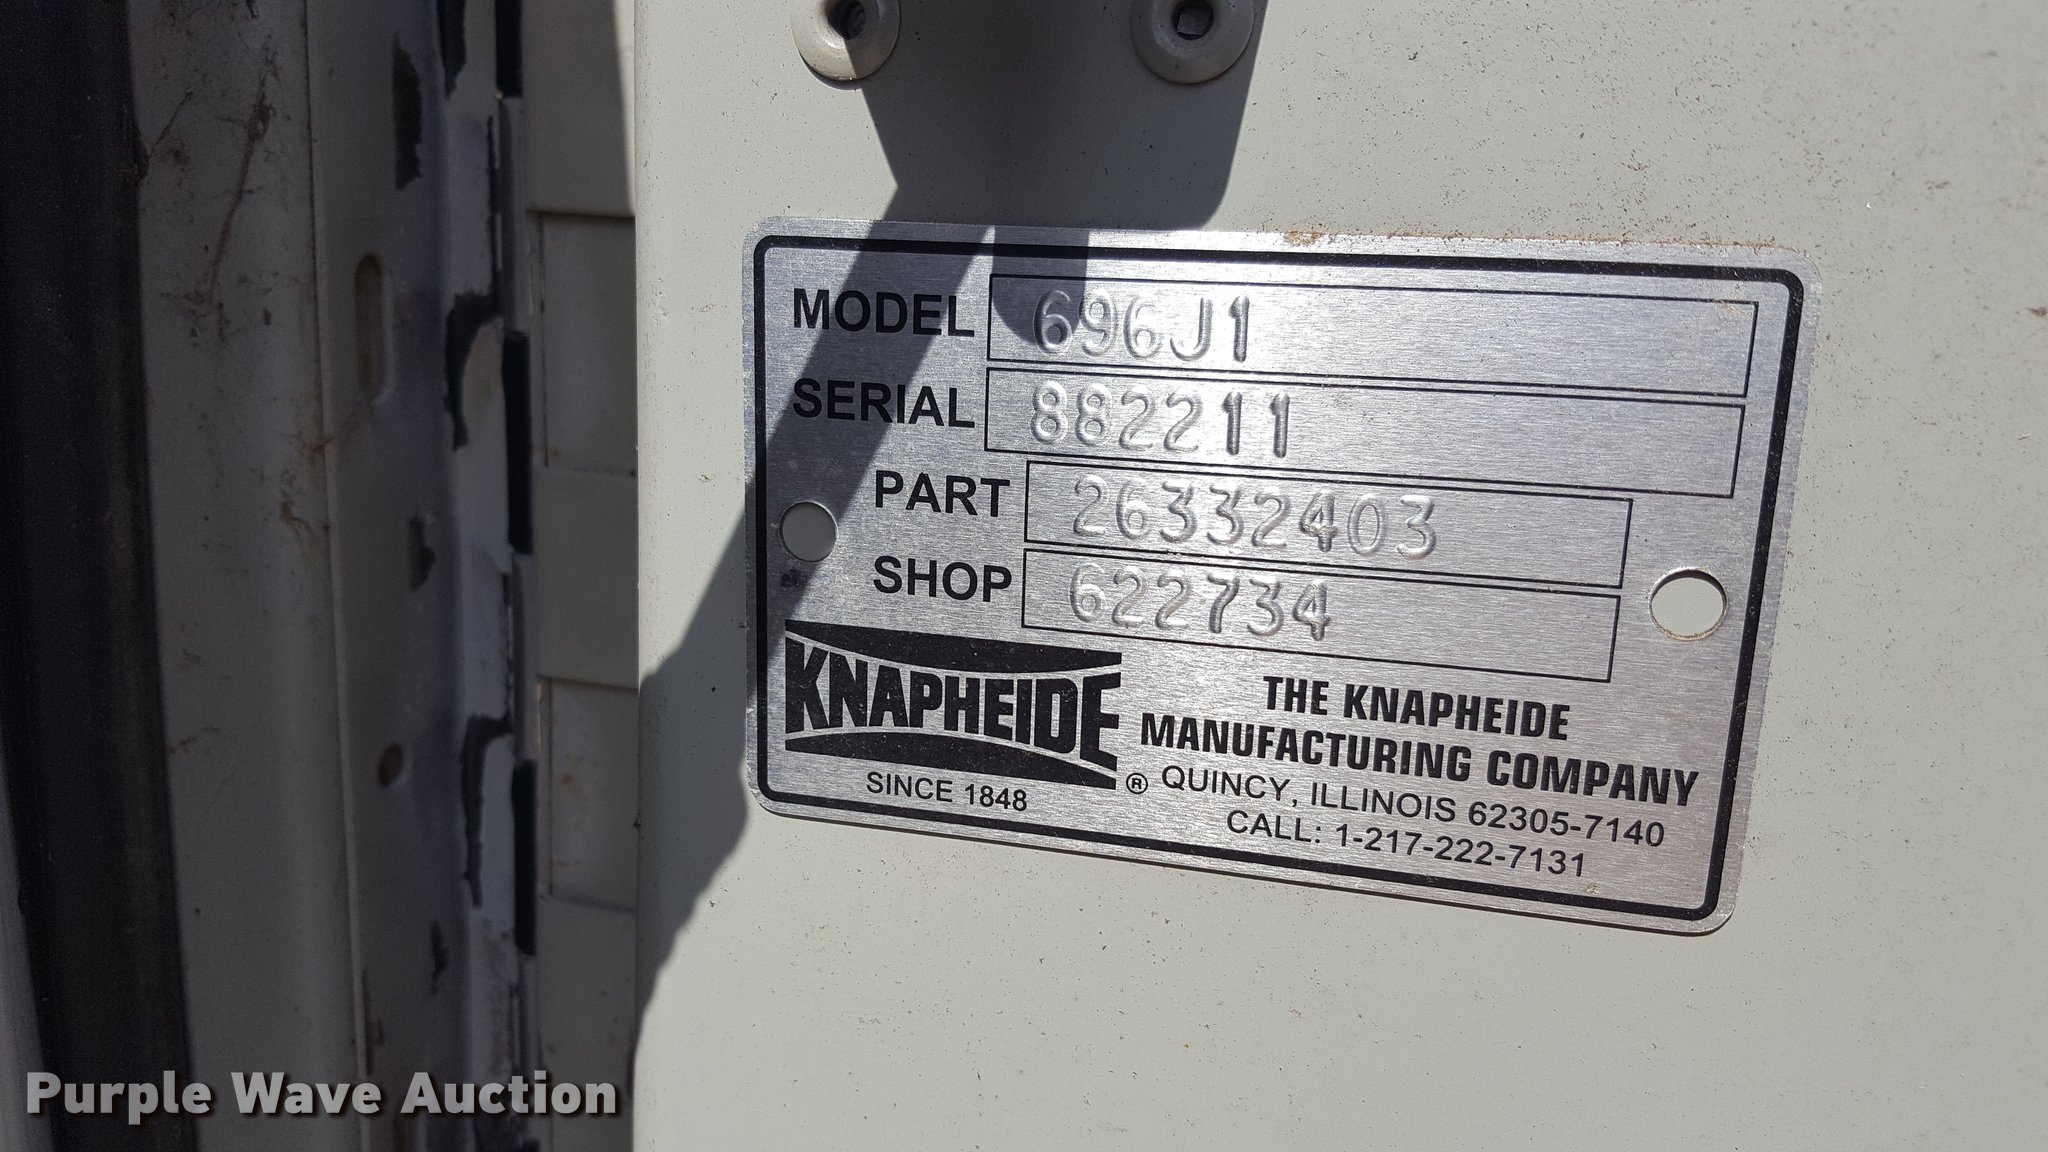 MODEL 696J1
SERIAL 882211
PART 26332403
SHOP 622734
KNAPHEIDE ®
SINCE 1848
THE KNAPHEIDE
MANUFACTURING COMPANY
QUINCY, ILLINOIS 62305-7140
CALL: 1-217-222-7131
Purple Wave Auction